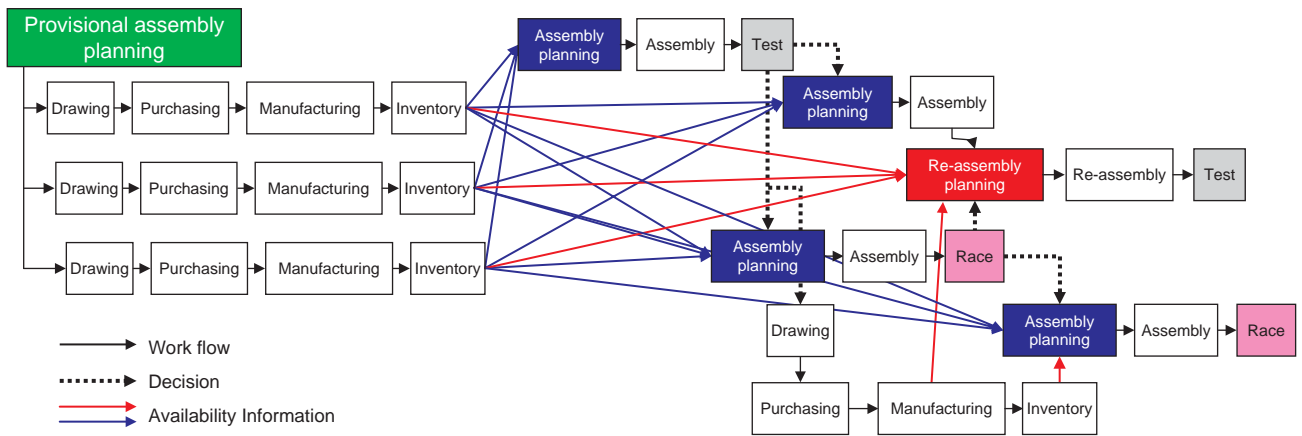 Provisional assembly
planning
Assembly
planning
Assembly
Test
Drawing
Purchasing
Manufacturing
Inventory
Assembly
planning
Assembly
Drawing
Purchasing
Manufacturing
Inventory
Re-assembly
planning
Re-assembly
Test
Drawing
Purchasing
Manufacturing
Inventory
Assembly
planning
Assembly
Race
Drawing
Assembly
planning
Assembly
Race
Purchasing
Manufacturing
Inventory
Work flow
Decision
Availability Information